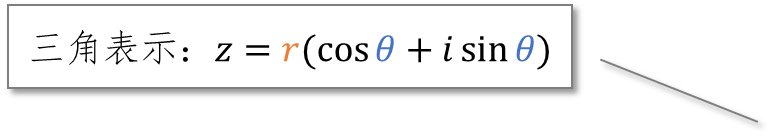 三角表示：z = r(cos θ + i sin θ)